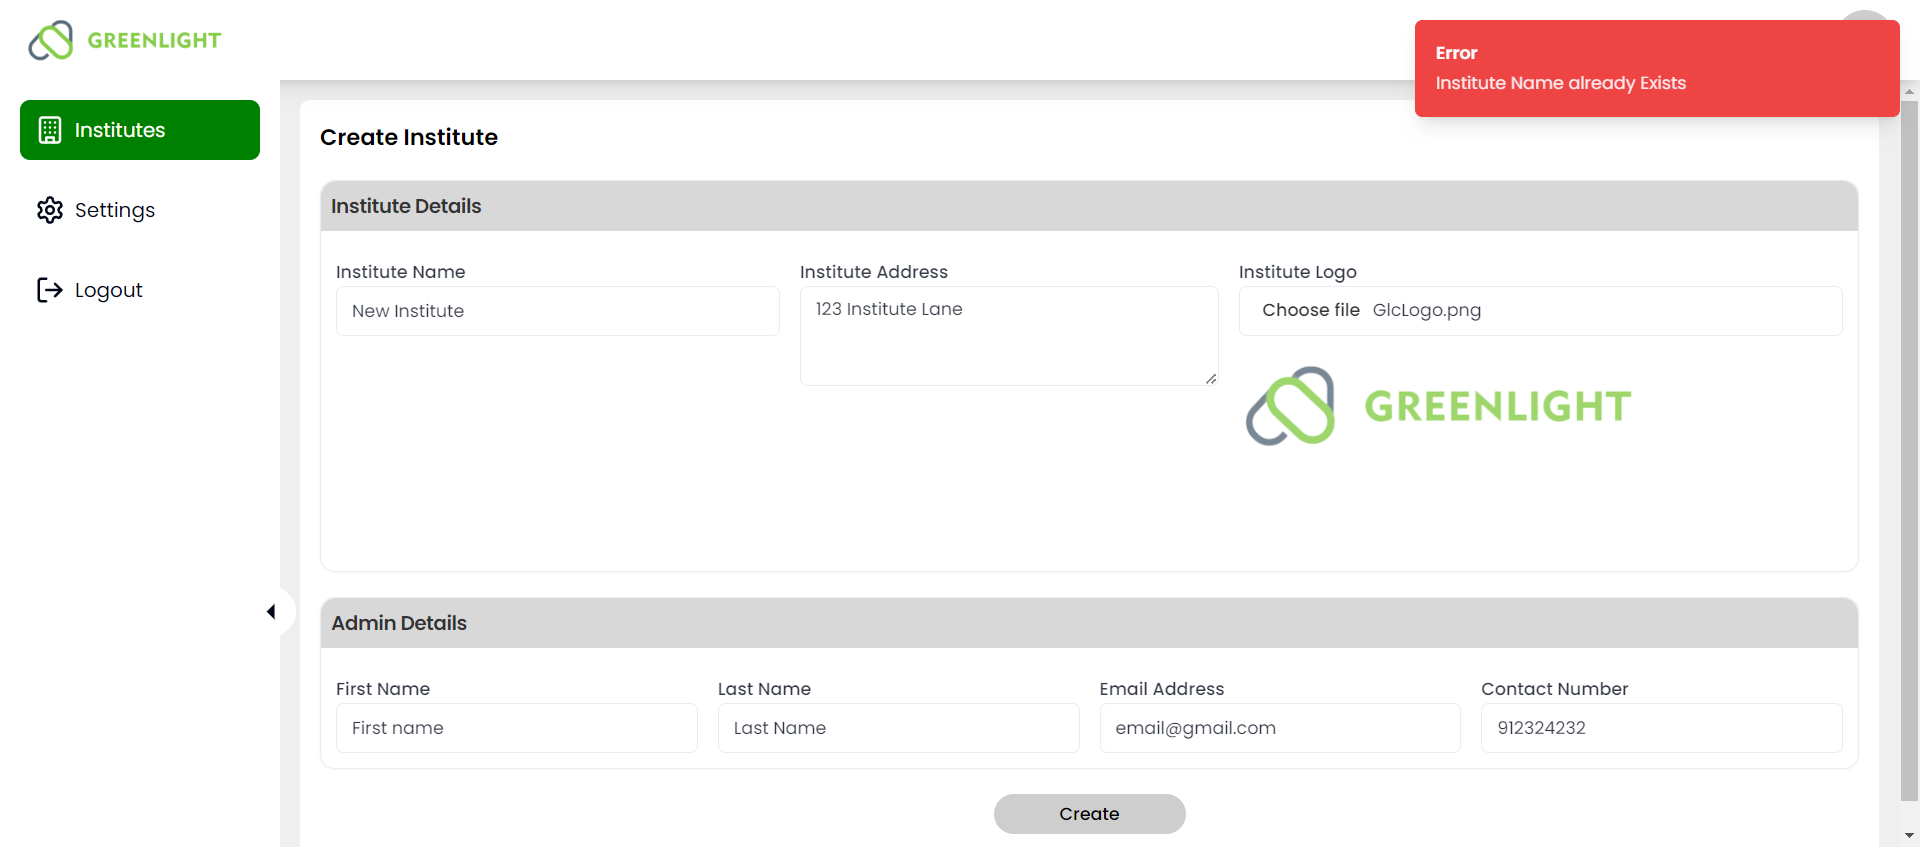 GREENLIGHT
Error
Institute Name already Exists
Institutes
Settings
Logout
Create Institute
Institute Details
Institute Name
Institute Address
Institute Logo
New Institute
123 Institute Lane
Choose file GlcLogo.png
GREENLIGHT
Admin Details
First Name
Last Name
Email Address
Contact Number
First name
Last Name
email@gmail.com
912324232
Create